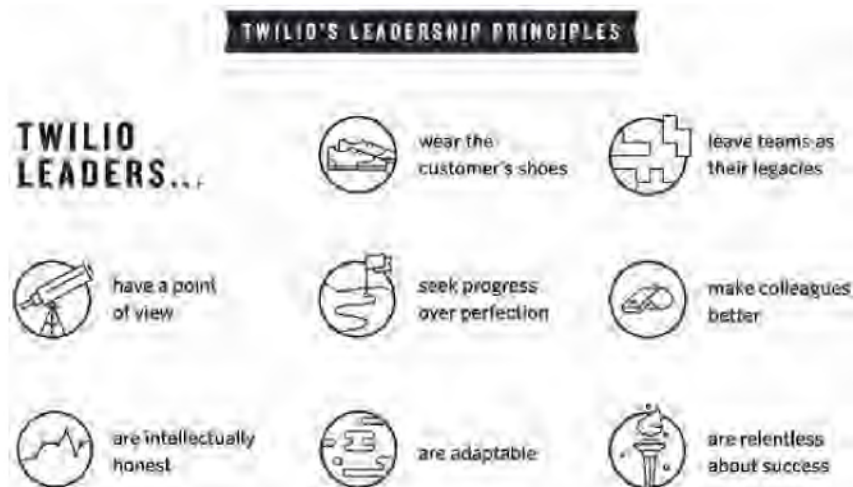 TWILIO'S LEADERSHIP PRINCIPLES
TWILIO
LEADERS...
wear the
customer's shoes
leave teams as
their legacies
have a point
of view
seek progress
over perfection
make colleagues
better
are intellectually
honest
are adaptable
are relentless
about success